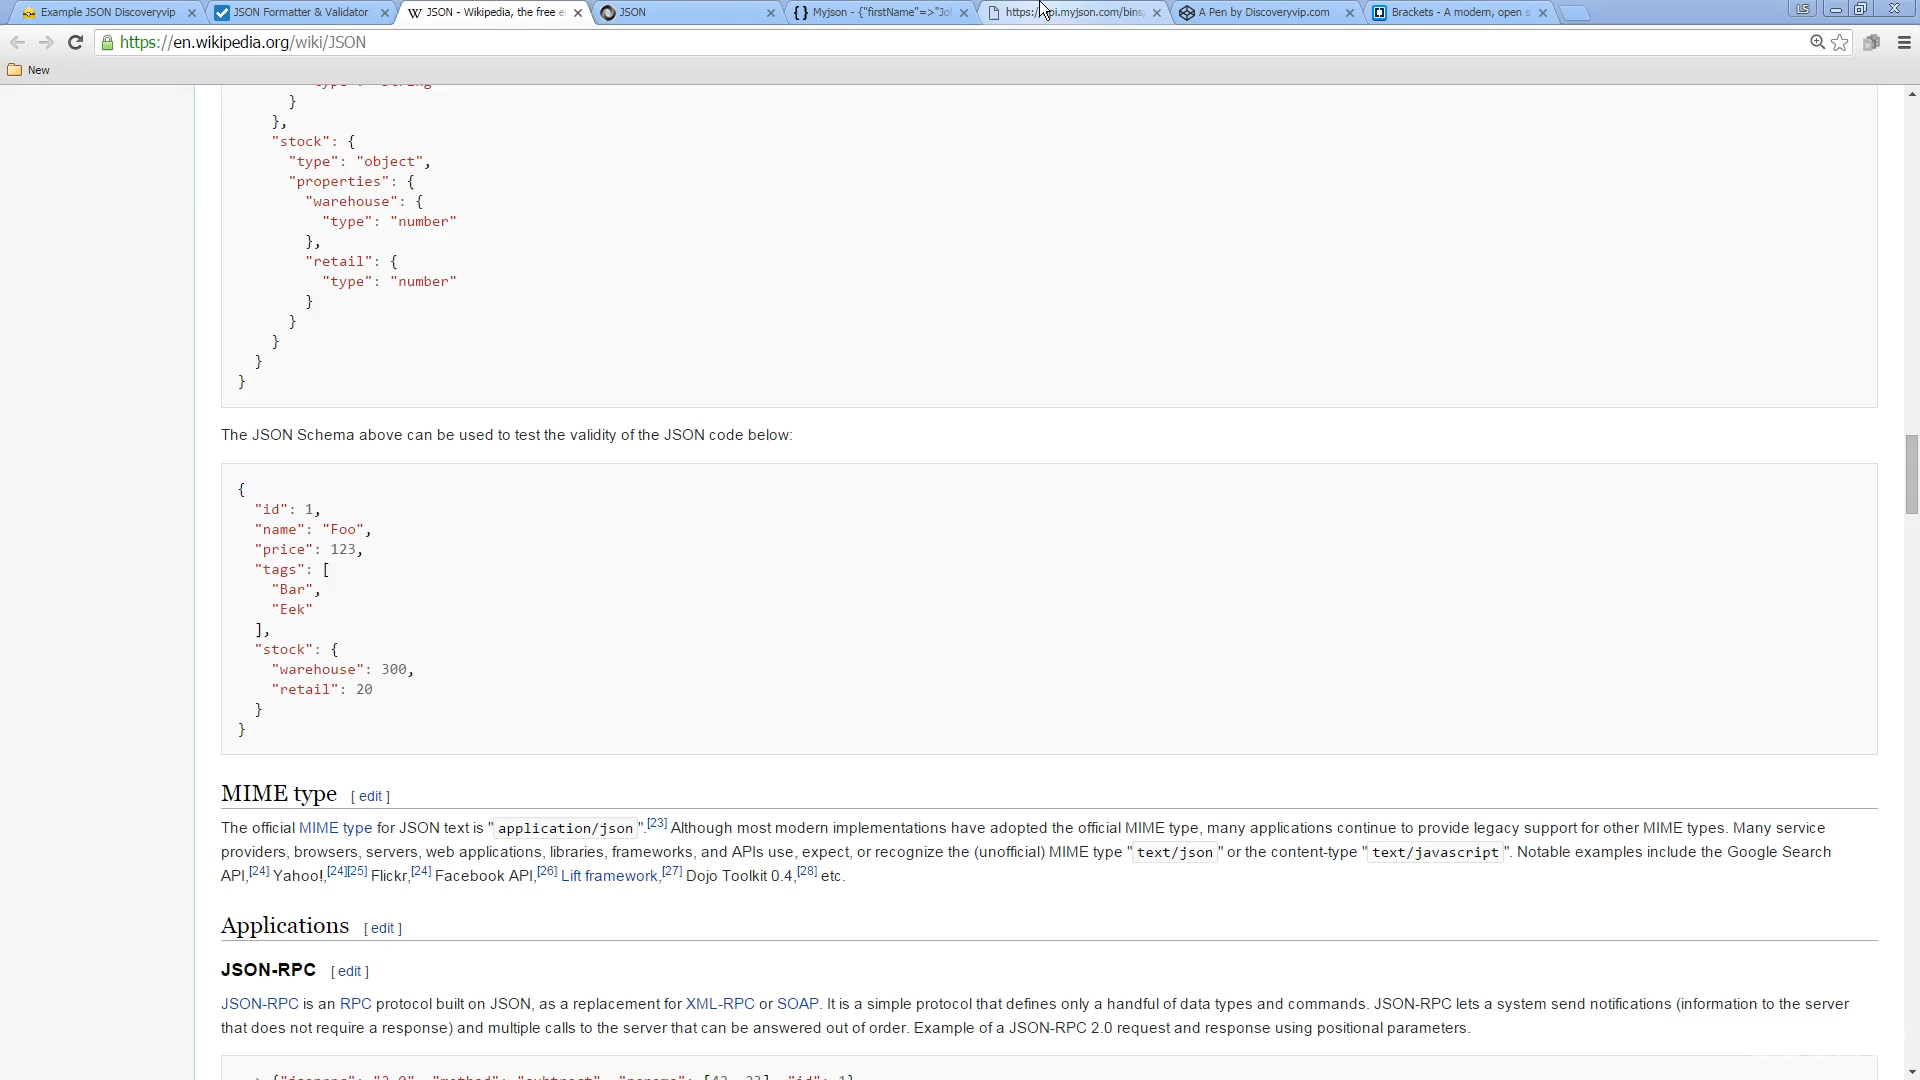 Example JSON Discoveryvip
JSON Formatter & Validator
JSON - Wikipedia, the free e
JSON
Myjson - {"firstName"=>"Jo
A Pen by Discoveryvip.com
Brackets - A modern, open s
LS
https://en.wikipedia.org/wiki/JSON
New
}
},
"stock": {
"type": "object",
"properties": {
"warehouse": {
"type": "number"
},
"retail": {
"type": "number"
}
}
}
}
}
The JSON Schema above can be used to test the validity of the JSON code below:
{
"id": 1,
"name": "Foo",
"price": 123,
"tags": [
"Bar",
"Eek"
],
"stock": {
"warehouse": 300,
"retail": 20
}
}
MIME type [ edit ]
The official MIME type for JSON text is "application/json".[23] Although most modern implementations have adopted the official MIME type, many applications continue to provide legacy support for other MIME types. Many service
providers, browsers, servers, web applications, libraries, frameworks, and APIs use, expect, or recognize the (unofficial) MIME type "text/json" or the content-type "text/javascript". Notable examples include the Google Search
API,[24] Yahoo!,[24][25] Flickr,[24] Facebook API,[26] Lift framework,[27] Dojo Toolkit 0.4,[28] etc.
Applications [ edit ]
JSON-RPC [ edit ]
JSON-RPC is an RPC protocol built on JSON, as a replacement for XML-RPC or SOAP. It is a simple protocol that defines only a handful of data types and commands. JSON-RPC lets a system send notifications (information to the server
that does not require a response) and multiple calls to the server that can be answered out of order. Example of a JSON-RPC 2.0 request and response using positional parameters.